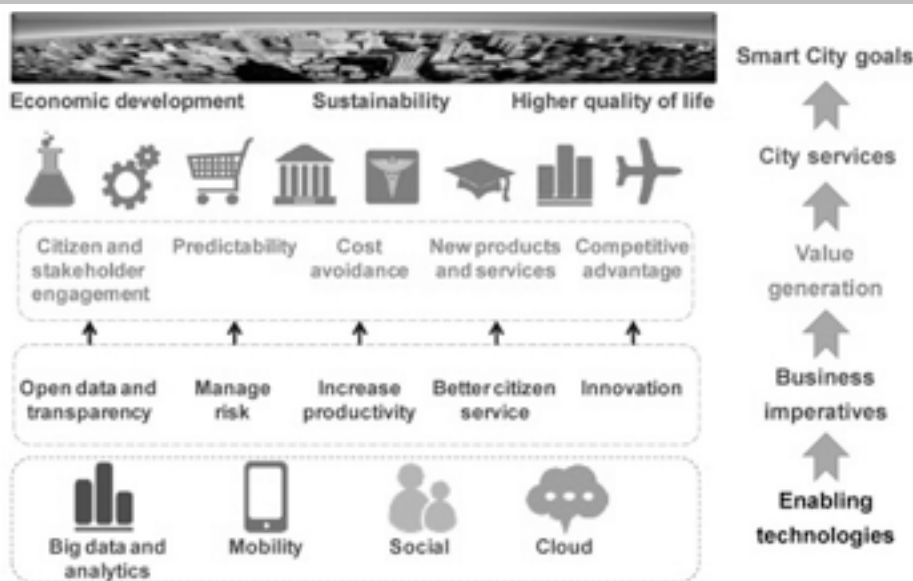 Smart City goals
Economic development
Sustainability
Higher quality of life
City services
Citizen and
stakeholder
engagement
Predictability
Cost
avoidance
New products
and services
Competitive
advantage
Value
generation
Open data and
transparency
Manage
risk
Increase
productivity
Better citizen
service
Innovation
Business
imperatives
Big data and
analytics
Mobility
Social
Cloud
Enabling
technologies